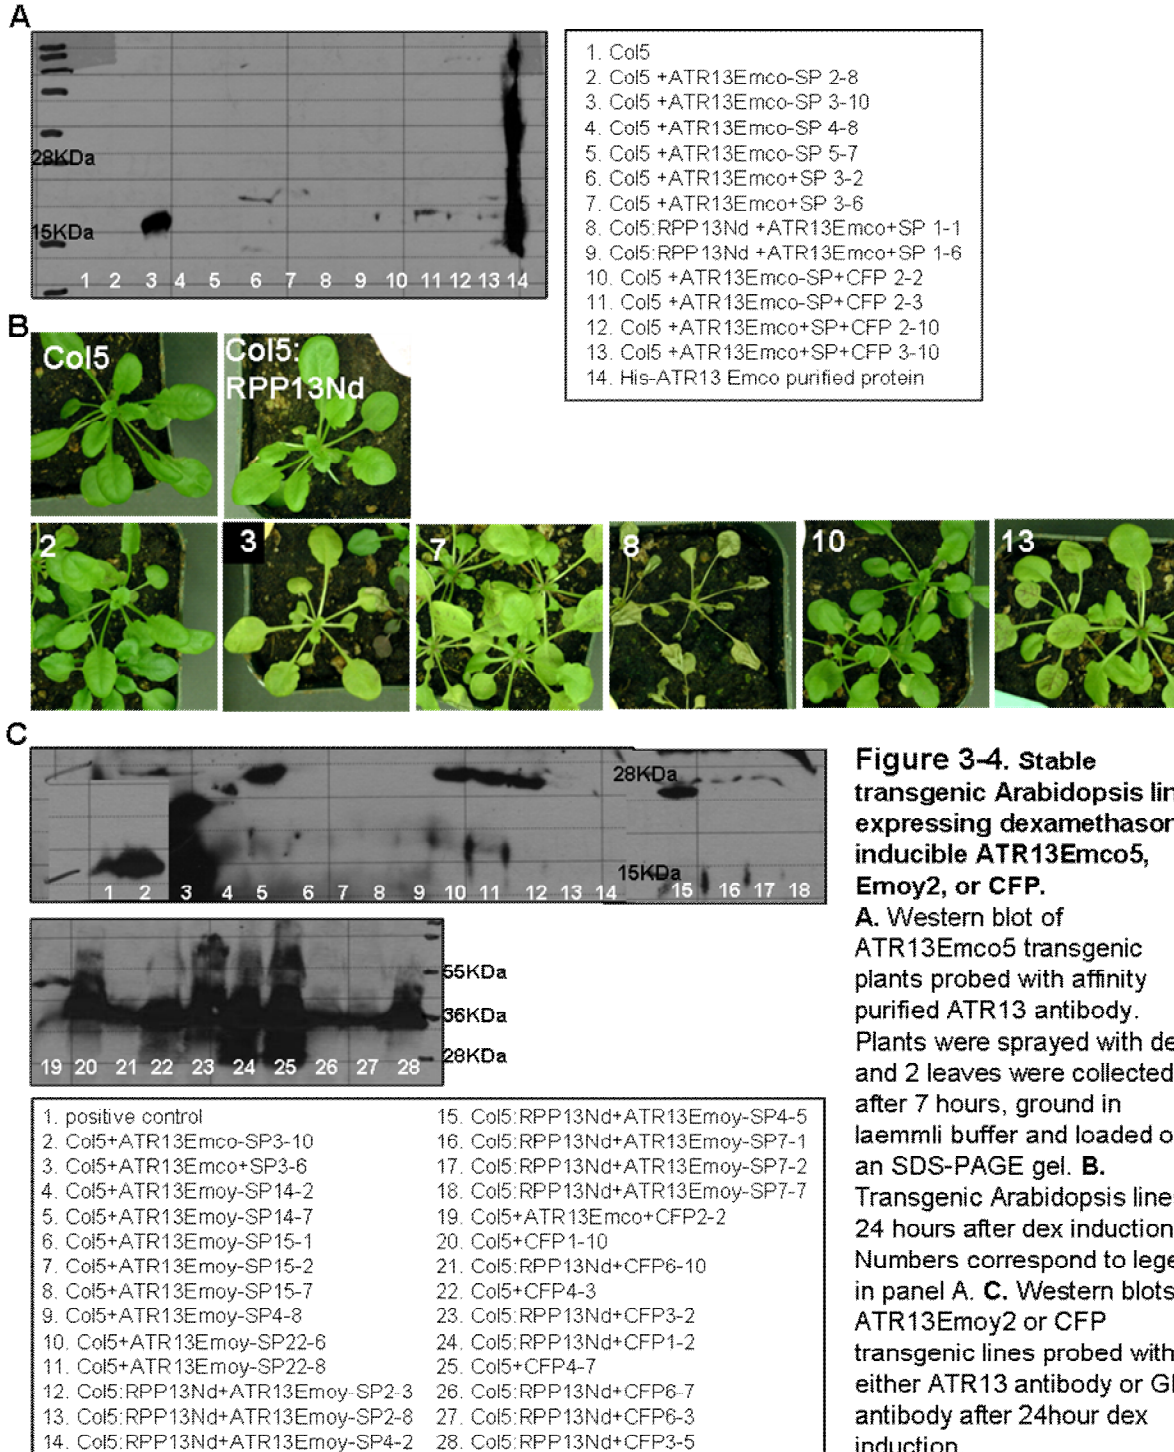 A
28KDa
15KDa
1 2 3 4 5 6 7 8 9 10 11 12 13 14
1. Col5
2. Col5 +ATR13Emco-SP 2-8
3. Col5 +ATR13Emco-SP 3-10
4. Col5 +ATR13Emco-SP 4-8
5. Col5 +ATR13Emco-SP 5-7
6. Col5 +ATR13Emco+SP 3-2
7. Col5 +ATR13Emco+SP 3-6
8. Col5:RPP13Nd +ATR13Emco+SP 1-1
9. Col5:RPP13Nd +ATR13Emco+SP 1-6
10. Col5 +ATR13Emco-SP+CFP 2-2
11. Col5 +ATR13Emco-SP+CFP 2-3
12. Col5 +ATR13Emco+SP+CFP 2-10
13. Col5 +ATR13Emco+SP+CFP 3-10
14. His-ATR13 Emco purified protein
B
Col5
Col5:
RPP13Nd
2 3 7 8 10 13
C
28KDa
15KDa
1 2 3 4 5 6 7 8 9 10 11 12 13 14 15 16 17 18
55KDa
36KDa
28KDa
19 20 21 22 23 24 25 26 27 28
1. positive control
2. Col5+ATR13Emco-SP3-10
3. Col5+ATR13Emco+SP3-6
4. Col5+ATR13Emoy-SP14-2
5. Col5+ATR13Emoy-SP14-7
6. Col5+ATR13Emoy-SP15-1
7. Col5+ATR13Emoy-SP15-2
8. Col5+ATR13Emoy-SP15-7
9. Col5+ATR13Emoy-SP4-8
10. Col5+ATR13Emoy-SP22-6
11. Col5+ATR13Emoy-SP22-8
12. Col5:RPP13Nd+ATR13Emoy-SP2-3
13. Col5:RPP13Nd+ATR13Emoy-SP2-8
14. Col5:RPP13Nd+ATR13Emoy-SP4-2
15. Col5:RPP13Nd+ATR13Emoy-SP4-5
16. Col5:RPP13Nd+ATR13Emoy-SP7-1
17. Col5:RPP13Nd+ATR13Emoy-SP7-2
18. Col5:RPP13Nd+ATR13Emoy-SP7-7
19. Col5+ATR13Emco+CFP2-2
20. Col5+CFP1-10
21. Col5:RPP13Nd+CFP6-10
22. Col5+CFP4-3
23. Col5:RPP13Nd+CFP3-2
24. Col5:RPP13Nd+CFP1-2
25. Col5+CFP4-7
26. Col5:RPP13Nd+CFP6-7
27. Col5:RPP13Nd+CFP6-3
28. Col5:RPP13Nd+CFP3-5
Figure 3-4. Stable
transgenic Arabidopsis
expressing
inducible ATR13Emco5,
Emoy2, or CFP.
A. Western blot of
ATR13Emco5 transgenic
plants probed with affinity
purified ATR13 antibody.
Plants were sprayed with
and 2 leaves were collected
after 7 hours, ground in
laemmli buffer and loaded
an SDS-PAGE gel. B.
Transgenic Arabidopsis
24 hours after dex induction
Numbers correspond to
in panel A. C. Western blots
ATR13Emoy2 or CFP
transgenic lines probed with
either ATR13 antibody or
antibody after 24hour dex
induction